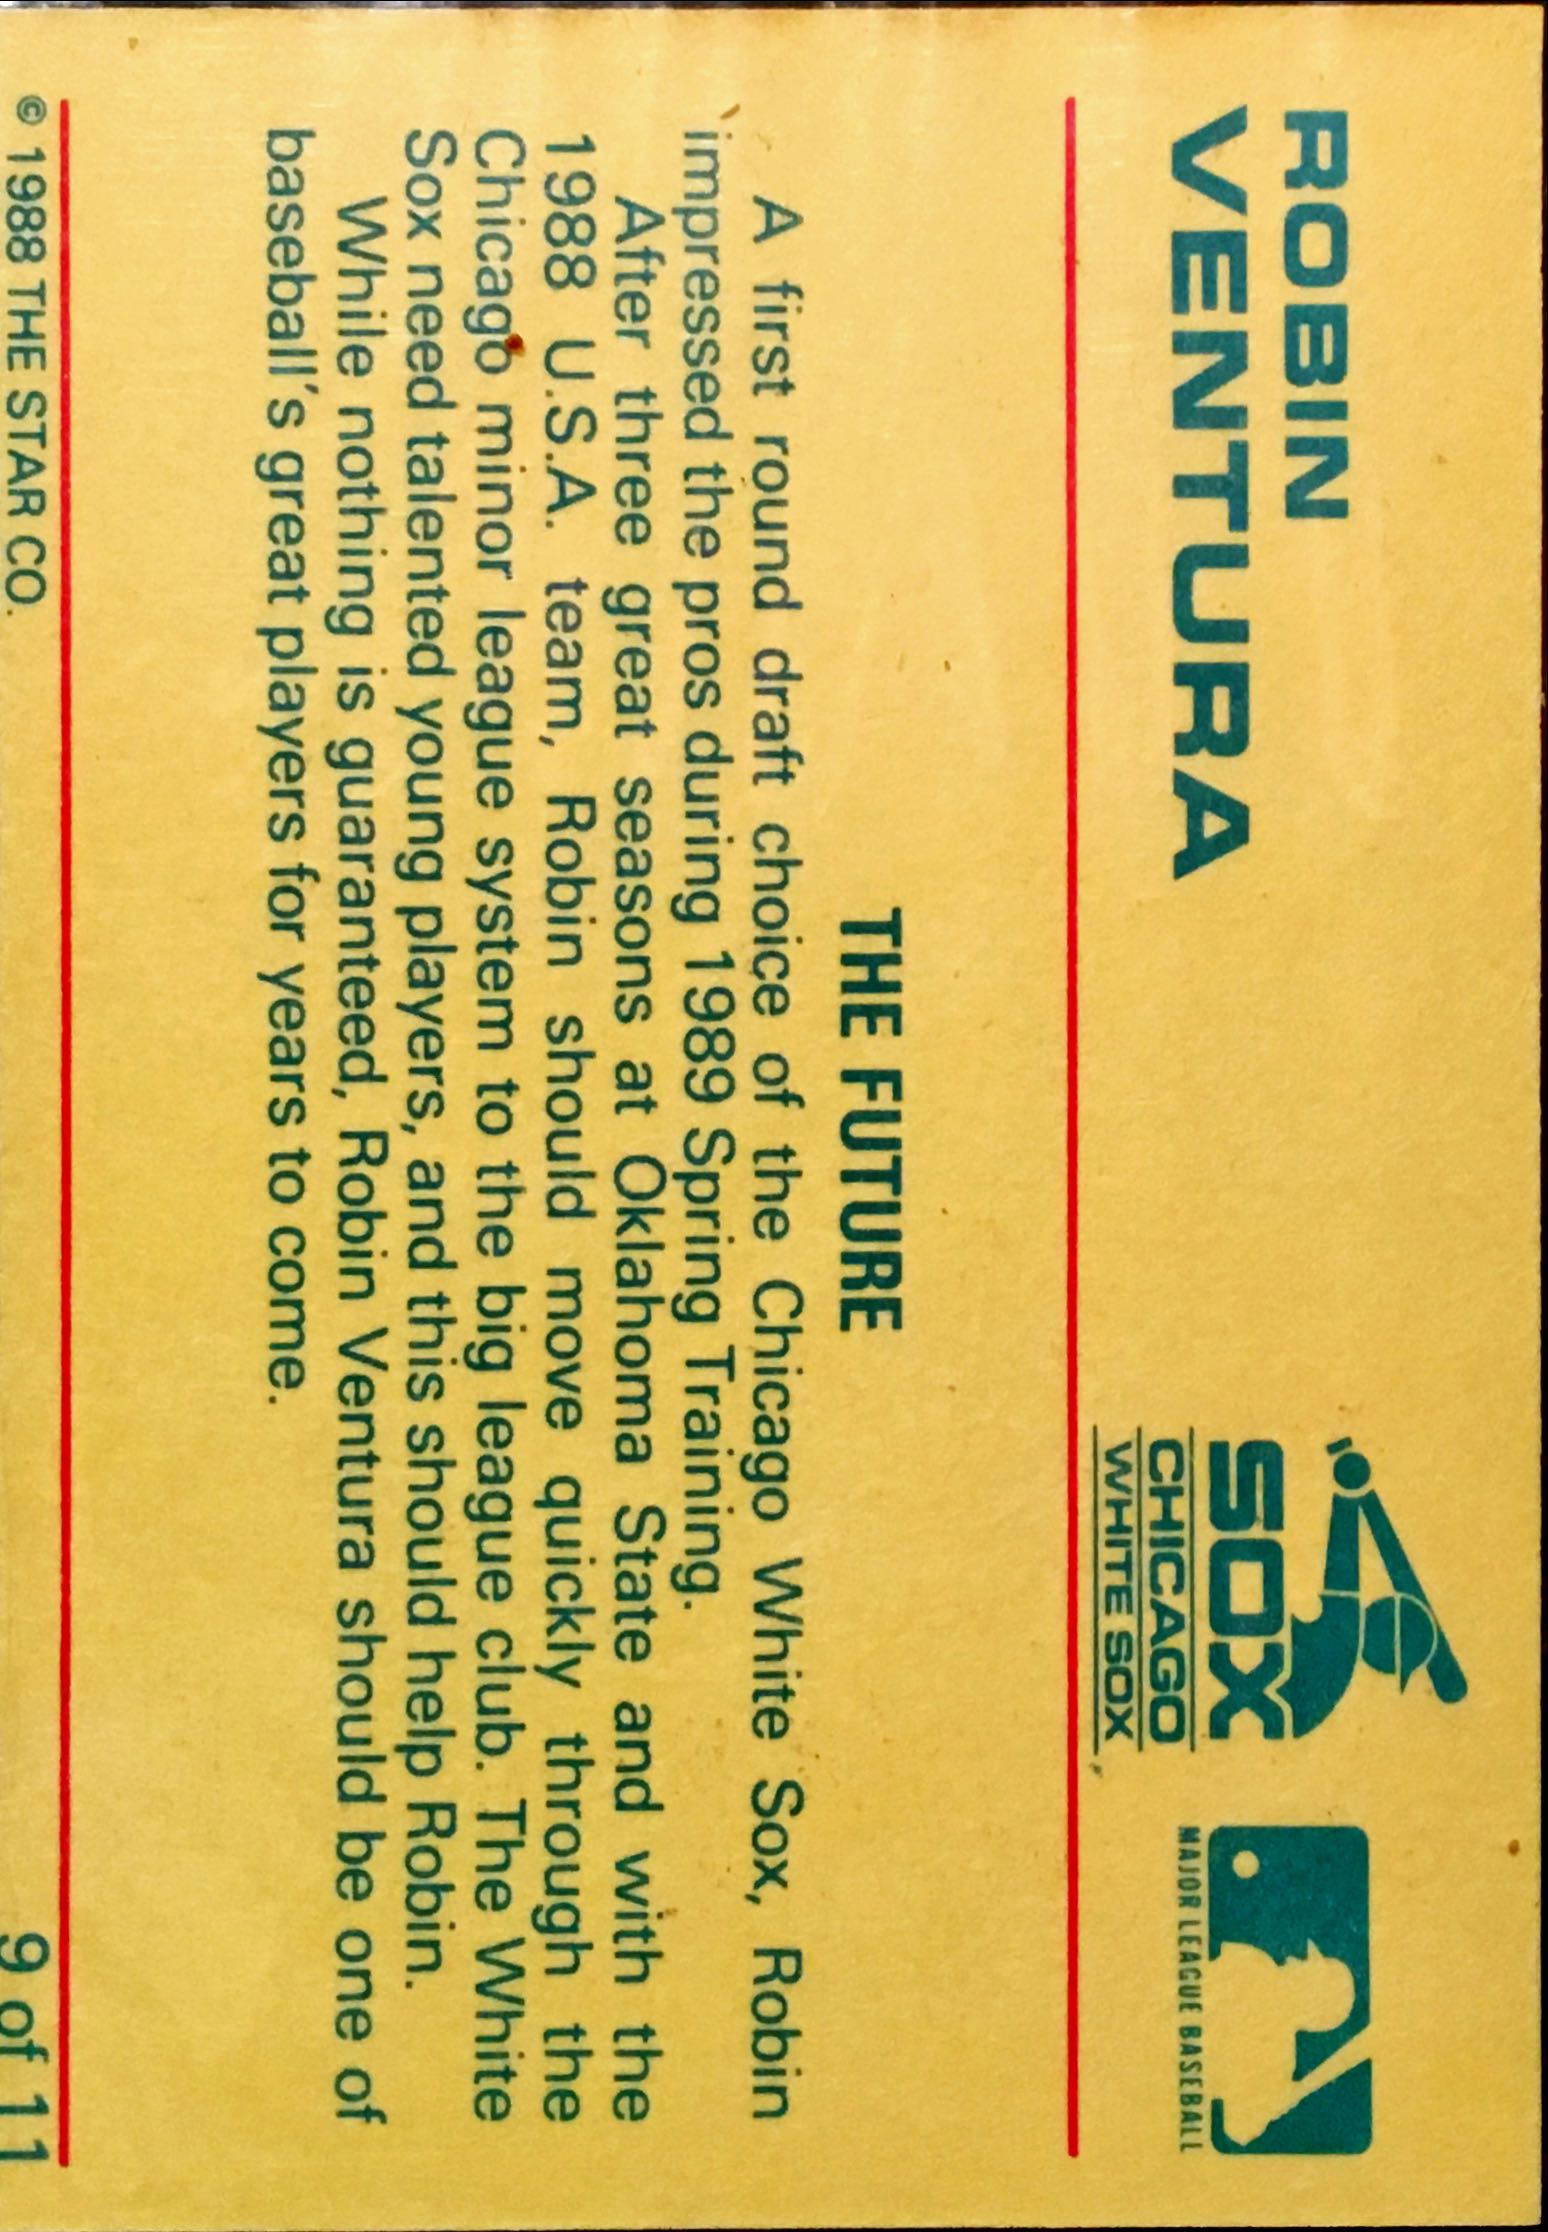 ROBIN
VENTURA
SOX
CHICAGO
WHITE SOX
MAJOR LEAGUE BASEBALL
THE FUTURE
A first round draft choice of the Chicago White Sox, Robin
impressed the pros during 1989 Spring Training.
After three great seasons at Oklahoma State and with the
1988 U.S.A. team, Robin should move quickly through the
Chicago minor league system to the big league club. The White
Sox need talented young players, and this should help Robin.
While nothing is guaranteed, Robin Ventura should be one of
baseball's great players for years to come.
© 1988 THE STAR CO.
9 of 11